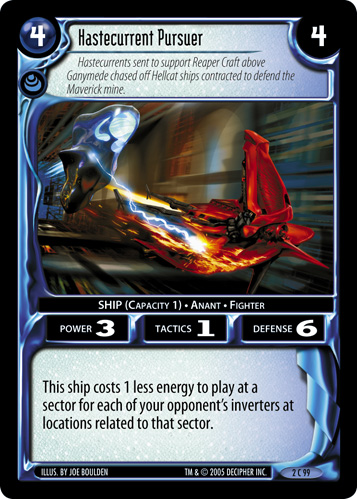 4 Hastecurrent Pursuer 4
Hastecurrents sent to support Reaper Craft above
Ganymede chased off Hellcat ships contracted to defend the
Maverick mine.
SHIP (CAPACITY 1) • ANANT • FIGHTER
POWER 3 TACTICS 1 DEFENSE 6
This ship costs 1 less energy to play at a
sector for each of your opponent's inverters at
locations related to that sector.
ILLUS. BY JOE BOULDEN TM & © 2005 DECIPHER INC. 2 C 99